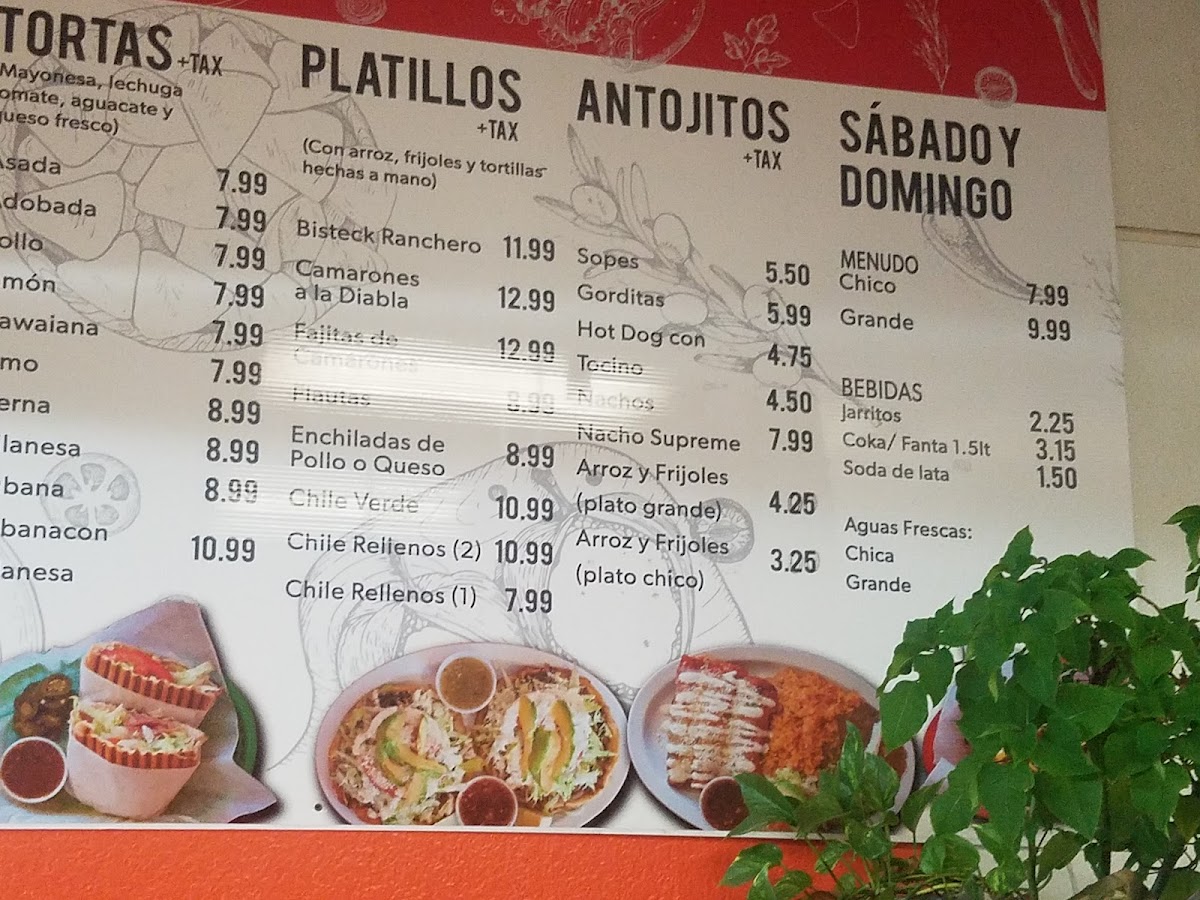 TORTAS +TAX
Mayonesa, lechuga
omate, aguacate y
queso fresco)
Asada 7.99
Adobada 7.99
ollo 7.99
món 7.99
awaiana 7.99
mo 7.99
erna 8.99
lanesa 8.99
bana 8.99
banacon
anesa 10.99
PLATILLOS
+TAX
(Con arroz, frijoles y tortillas
hechas a mano)
Bisteck Ranchero 11.99
Camarones
a la Diabla 12.99
Fajitas de
Camarones 12.99
Flautas 8.99
Enchiladas de
Pollo o Queso 8.99
Chile Verde 10.99
Chile Rellenos (2) 10.99
Chile Rellenos (1) 7.99
ANTOJITOS
+TAX
Sopes 5.50
Gorditas 5.99
Hot Dog con
Tocino 4.75
Nachos 4.50
Nacho Supreme 7.99
Arroz y Frijoles
(plato grande) 4.25
Arroz y Frijoles
(plato chico) 3.25
SÁBADO Y
DOMINGO
MENUDO
Chico 7.99
Grande 9.99
BEBIDAS
Jarritos 2.25
Coka/ Fanta 1.5lt 3.15
Soda de lata 1.50
Aguas Frescas:
Chica
Grande